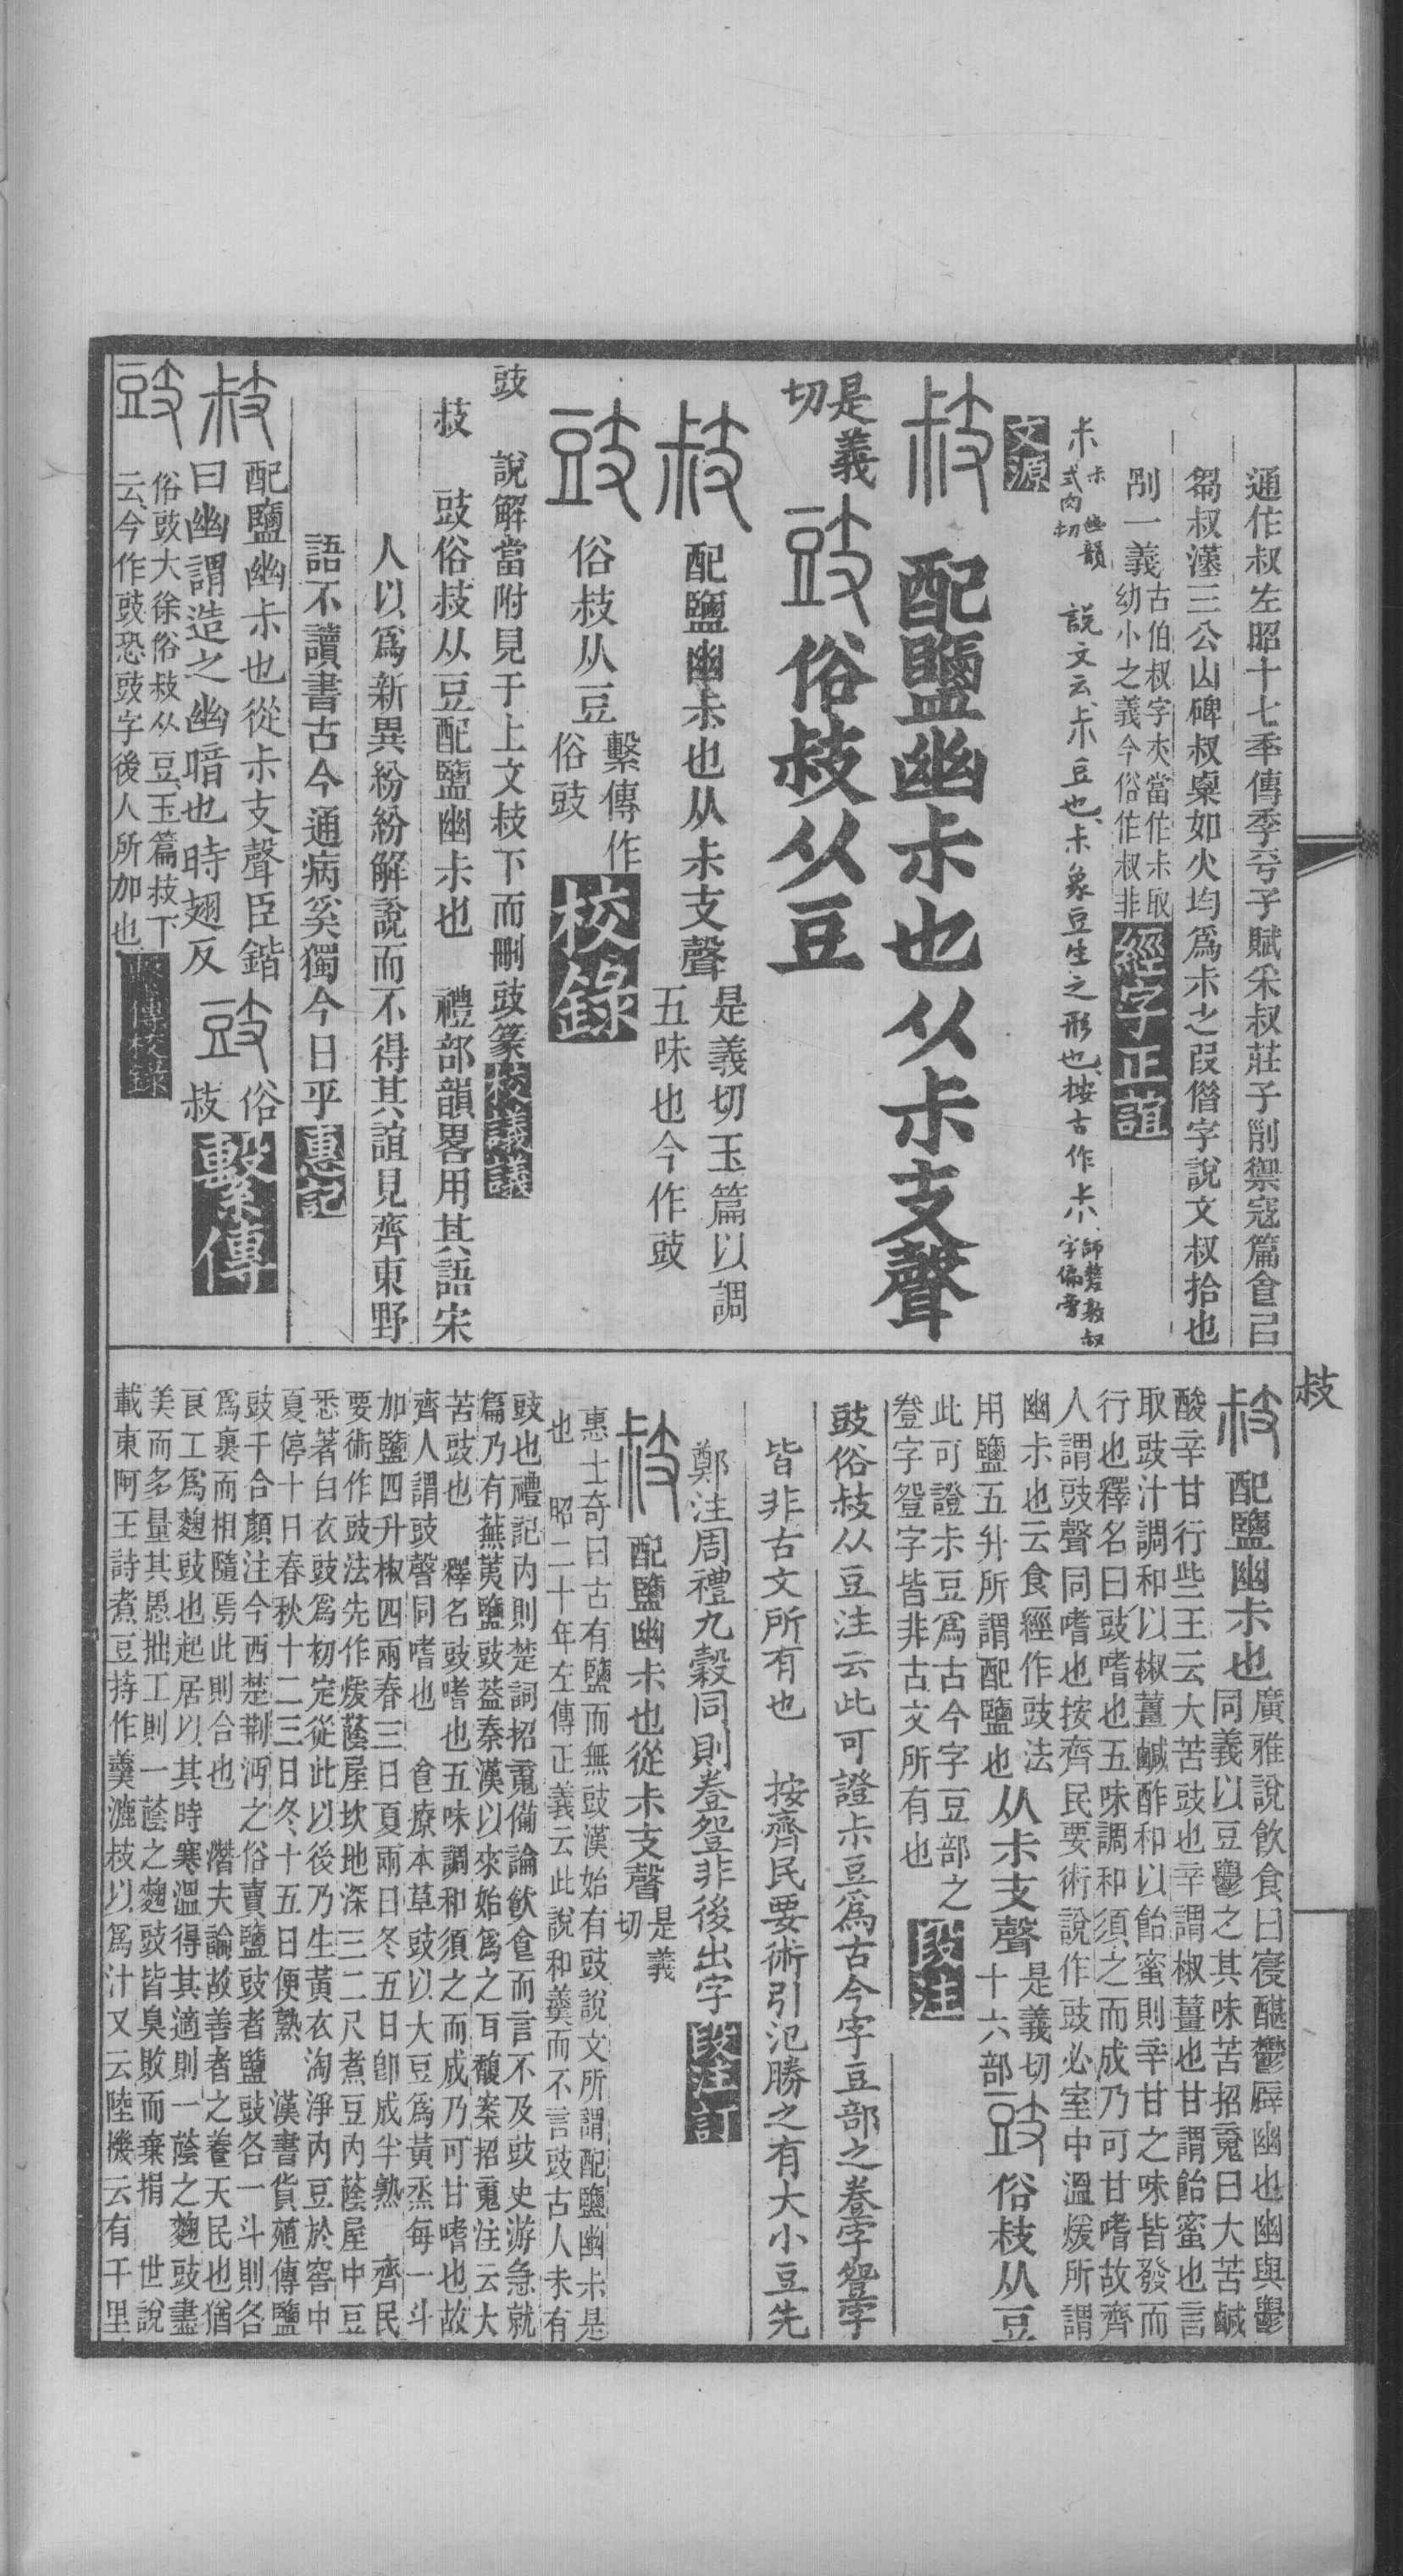 通作叔左昭十七年傳季夸子賦采叔莊子劀禦寇篇食㠯
芻叔漢三公山碑叔粟如火均爲尗之叚僭字說文叔拾也
別一義古伯叔字夾當作尗取
幼小之義今俗作叔非
經字正誼
尗
尗幽韻
式肉切
說文云尗豆也尗象豆生之形也按古作尗
師嫠敦叔
字偏旁
文源
𢻃 配鹽幽尗也从尗支聲
是義
切
豉 俗𢻃从豆
𢻃 配鹽幽尗也从尗支聲
是義切玉篇以調
五味也今作豉
豉 俗𢻃从豆
繫傳作
俗豉
校錄
豉 說解當附見于上文𢻃下而刪豉篆校議議
𢻃 豉俗𢻃从豆配鹽幽尗也 禮部韻畧用其語宋
人以爲新異紛紛解說而不得其誼見齊東野
語不讀書古今通病奚獨今日乎惠記
𢻃 配鹽幽尗也從尗支聲臣鍇
曰幽謂造之幽暗也時翅反
豉 俗
𢻃
繫傳
豉
俗豉大徐俗𢻃从豆玉篇𢻃下
云今作豉恐豉字後人所加也
繫傳校錄
𢻃
𢻃 配鹽幽尗也
廣雅說飲食曰寑䤃鬱㕻幽也幽與鬱
同義以豆鬱之其味苦招䰟曰大苦鹹
酸辛甘行些王云大苦豉也辛謂椒薑也甘謂飴蜜也言
取豉汁調和以椒薑鹹酢和以飴蜜則辛甘之味皆發而
行也釋名曰豉嗜也五味調和須之而成乃可甘嗜故齊
人謂豉聲同嗜也按齊民要術說作豉必室中溫煖所謂
幽尗也云食經作豉法
用鹽五升所謂配鹽也
从尗支聲
是義切
十六部
豉 俗𢻃从豆
此可證尗豆爲古今字豆部之
䇺字䇲字皆非古文所有也
段注
豉俗𢻃从豆注云此可證尗豆爲古今字豆部之䇺字䇲字
皆非古文所有也 按齊民要術引氾勝之有大小豆先
鄭注周禮九穀同則䇺䇲非後出字段注訂
𢻃 配鹽幽尗也從尗支聲
是義
切
惠士奇曰古有鹽而無豉漢始有豉說文所謂配鹽幽尗是
也 昭二十年左傳正義云此說和羹而不言豉古人未有
豉也禮記內則楚詞招䰟備論飲食而言不及豉史游急就
篇乃有蕪荑鹽豉蓋秦漢以來始爲之耳馥案招䰟注云大
苦豉也 釋名豉嗜也五味調和須之而成乃可甘嗜也故
齊人謂豉聲同嗜也 食療本草豉以大豆爲黃烝每一斗
加鹽四升椒四兩春三日夏兩日冬五日卽成半熟 齊民
要術作豉法先作煖蔭屋坎地深三二尺煮豆內蔭屋中豆
悉著白衣豉爲初定從此以後乃生黃衣淘淨內豆於窖中
夏停十日春秋十二三日冬十五日便熟 漢書貨殖傳鹽
豉千合顏注今西楚荆沔之俗賣鹽豉者鹽豉各一斗則各
爲裹而相隨焉此則合也 潛夫論故善者之養天民也猶
良工爲麴豉也起居以其時寒溫得其適則一蔭之麴豉盡
美而多量其愚拙工則一蔭之麴豉皆臭敗而棄捐 世說
載東阿王詩煮豆持作羹漉𢻃以爲汁又云陸機云有千里